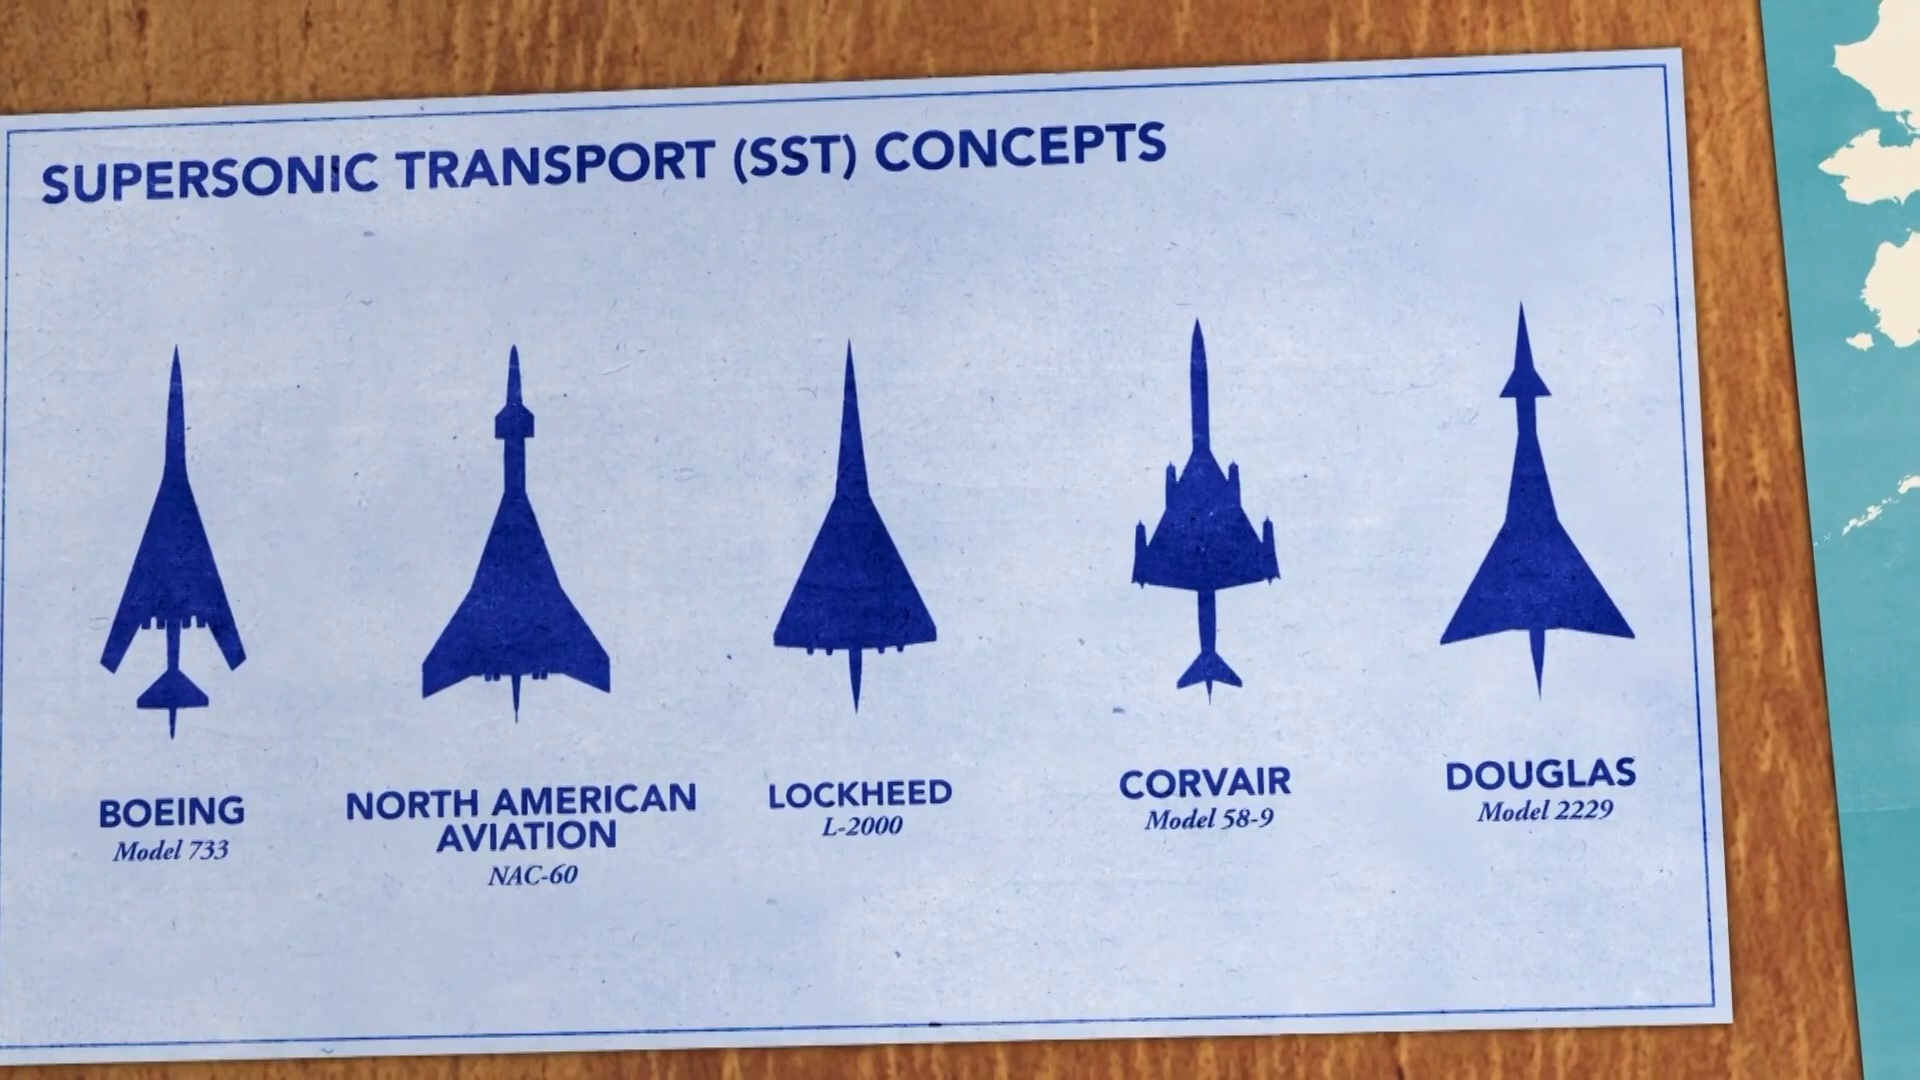 SUPERSONIC TRANSPORT (SST) CONCEPTS
BOEING
Model 733
NORTH AMERICAN
AVIATION
NAC-60
LOCKHEED
L-2000
CORVAIR
Model 58-9
DOUGLAS
Model 2229